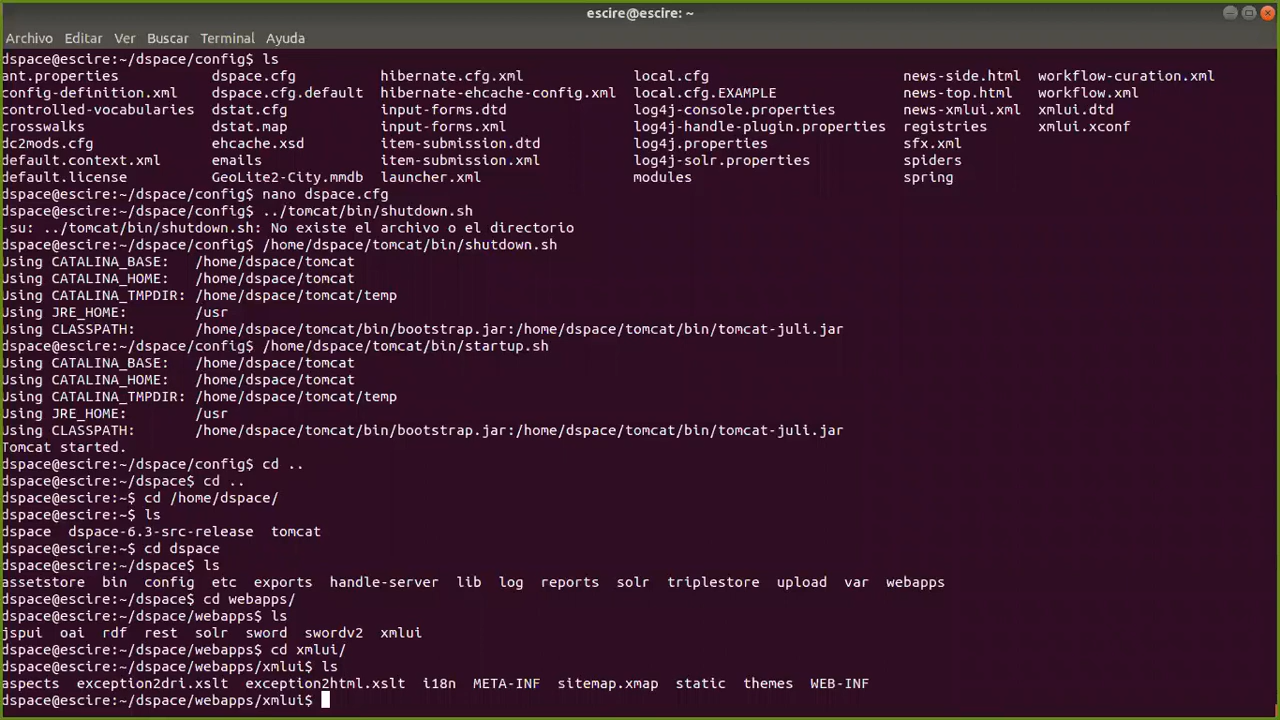 escire@escire: ~
Archivo Editar Ver Buscar Terminal Ayuda
dspace@escire:~/dspace/config$ ls
ant.properties dspace.cfg hibernate.cfg.xml local.cfg news-side.html workflow-curation.xml
config-definition.xml dspace.cfg.default hibernate-ehcache-config.xml local.cfg.EXAMPLE news-top.html workflow.xml
controlled-vocabularies dstat.cfg input-forms.dtd log4j-console.properties news-xmlui.xml xmlui.dtd
crosswalks dstat.map input-forms.xml log4j-handle-plugin.properties registries xmlui.xconf
dc2mods.cfg ehcache.xsd item-submission.dtd log4j.properties sfx.xml
default.context.xml emails item-submission.xml log4j-solr.properties spiders
default.license GeoLite2-City.mmdb launcher.xml modules spring
dspace@escire:~/dspace/config$ nano dspace.cfg
dspace@escire:~/dspace/config$ ../tomcat/bin/shutdown.sh
-su: ../tomcat/bin/shutdown.sh: No existe el archivo o el directorio
dspace@escire:~/dspace/config$ /home/dspace/tomcat/bin/shutdown.sh
Using CATALINA_BASE: /home/dspace/tomcat
Using CATALINA_HOME: /home/dspace/tomcat
Using CATALINA_TMPDIR: /home/dspace/tomcat/temp
Using JRE_HOME: /usr
Using CLASSPATH: /home/dspace/tomcat/bin/bootstrap.jar:/home/dspace/tomcat/bin/tomcat-juli.jar
dspace@escire:~/dspace/config$ /home/dspace/tomcat/bin/startup.sh
Using CATALINA_BASE: /home/dspace/tomcat
Using CATALINA_HOME: /home/dspace/tomcat
Using CATALINA_TMPDIR: /home/dspace/tomcat/temp
Using JRE_HOME: /usr
Using CLASSPATH: /home/dspace/tomcat/bin/bootstrap.jar:/home/dspace/tomcat/bin/tomcat-juli.jar
Tomcat started.
dspace@escire:~/dspace/config$ cd ..
dspace@escire:~/dspace$ cd ..
dspace@escire:~$ cd /home/dspace/
dspace@escire:~$ ls
dspace dspace-6.3-src-release tomcat
dspace@escire:~$ cd dspace
dspace@escire:~/dspace$ ls
assetstore bin config etc exports handle-server lib log reports solr triplestore upload var webapps
dspace@escire:~/dspace$ cd webapps/
dspace@escire:~/dspace/webapps$ ls
jspui oai rdf rest solr sword swordv2 xmlui
dspace@escire:~/dspace/webapps$ cd xmlui/
dspace@escire:~/dspace/webapps/xmlui$ ls
aspects exception2dri.xslt exception2html.xslt i18n META-INF sitemap.xmap static themes WEB-INF
dspace@escire:~/dspace/webapps/xmlui$